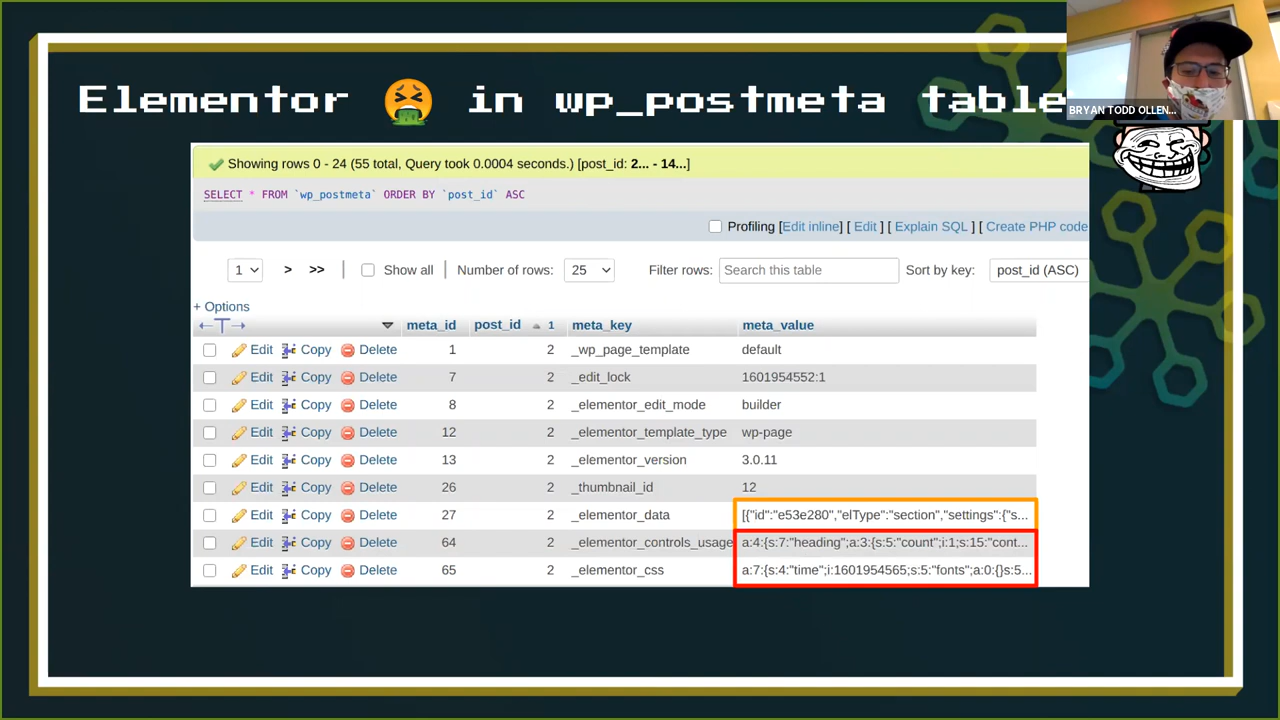 Elementor 🤮 in wp_postmeta table
BRYAN TODD OLLEN...
Showing rows 0 - 24 (55 total, Query took 0.0004 seconds.) [post_id: 2... - 14...]
SELECT * FROM `wp_postmeta` ORDER BY `post_id` ASC
Profiling [Edit inline] [ Edit ] [ Explain SQL ] [ Create PHP code
1 > >> Show all Number of rows: 25 Filter rows: Search this table Sort by key: post_id (ASC)
+ Options
←T→ meta_id post_id 1 meta_key meta_value
Edit Copy Delete 1 2 _wp_page_template default
Edit Copy Delete 7 2 _edit_lock 1601954552:1
Edit Copy Delete 8 2 _elementor_edit_mode builder
Edit Copy Delete 12 2 _elementor_template_type wp-page
Edit Copy Delete 13 2 _elementor_version 3.0.11
Edit Copy Delete 26 2 _thumbnail_id 12
Edit Copy Delete 27 2 _elementor_data [{"id":"e53e280","elType":"section","settings":{"s...
Edit Copy Delete 64 2 _elementor_controls_usage a:4:{s:7:"heading";a:3:{s:5:"count";i:1;s:15:"cont...
Edit Copy Delete 65 2 _elementor_css a:7:{s:4:"time";i:1601954565;s:5:"fonts";a:0:{}s:5...